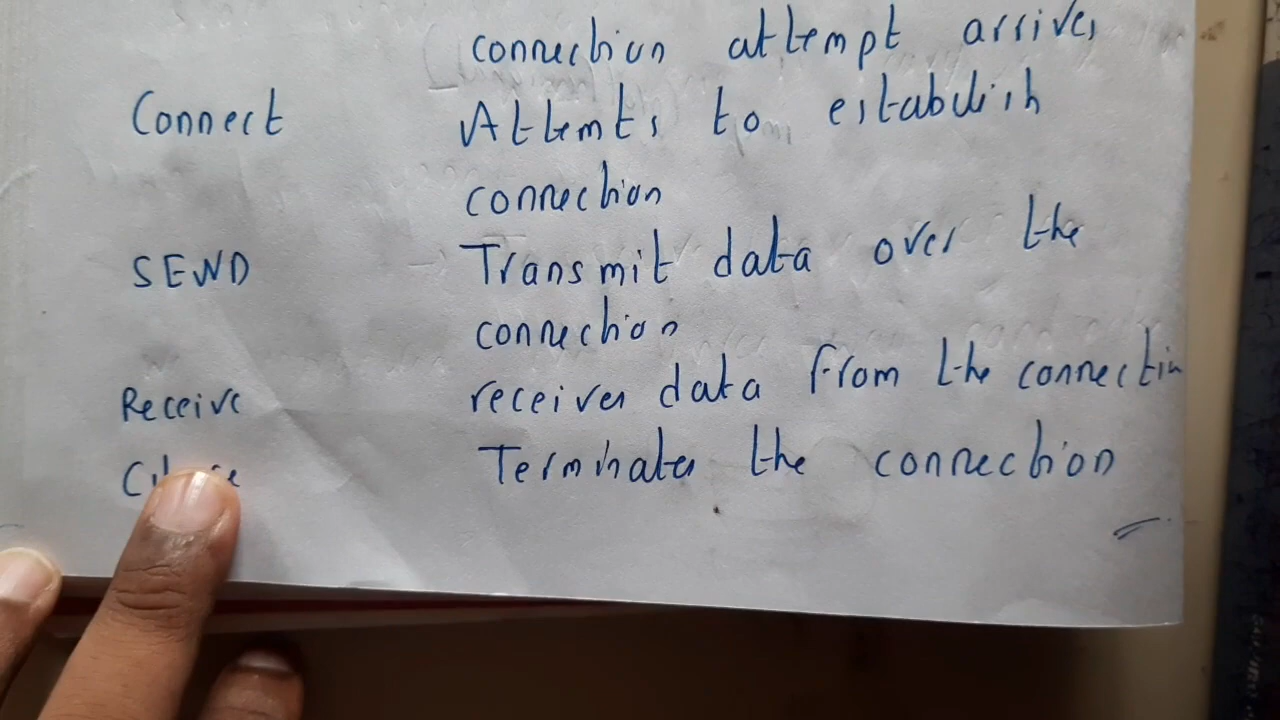 connection attempt arrives
Connect Attemts to establish
connection
SEND Transmit data over the
connection
Receive receives data from the connectin
Terminates the connection